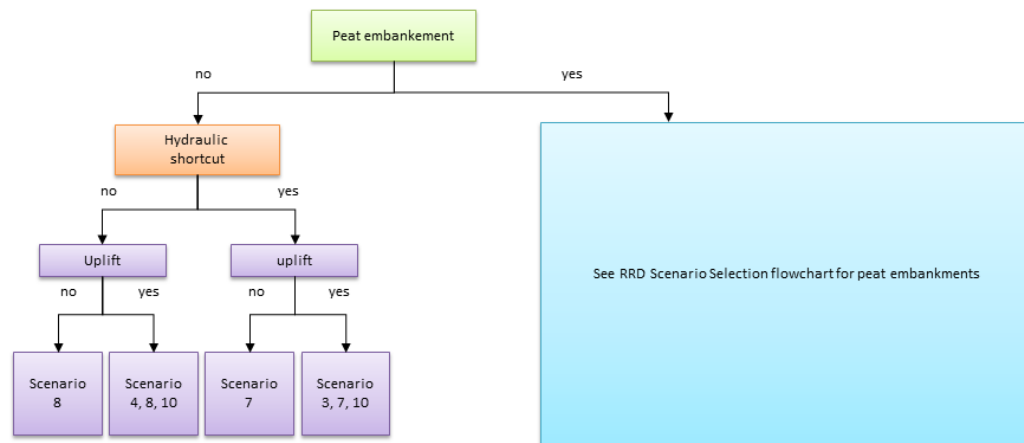 Peat embankement
no
yes
Hydraulic
shortcut
no
yes
Uplift
uplift
no
yes
no
yes
See RRD Scenario Selection flowchart for peat embankments
Scenario
8
Scenario
4, 8, 10
Scenario
7
Scenario
3, 7, 10